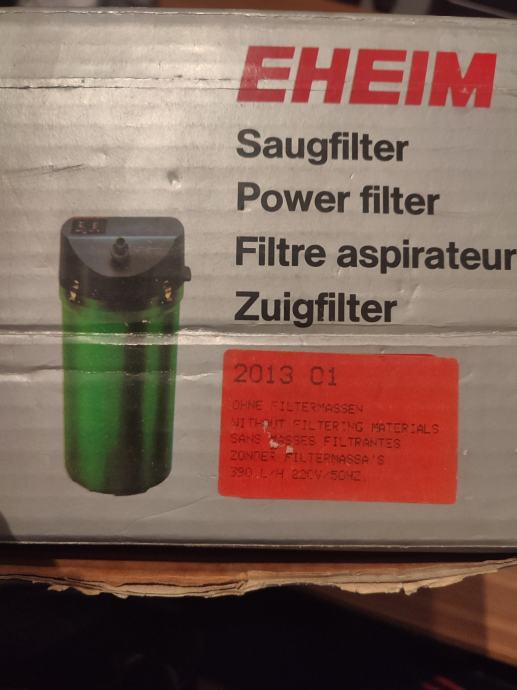 EHEIM
Saugfilter
Power filter
Filtre aspirateur
Zuigfilter
2013 01
OHNE FILTERMASSEN
WITHOUT FILTERING MATERIALS
SANS MASSES FILTRANTES
ZONDER FILTERMASSA'S
390 L/H 220V/50HZ